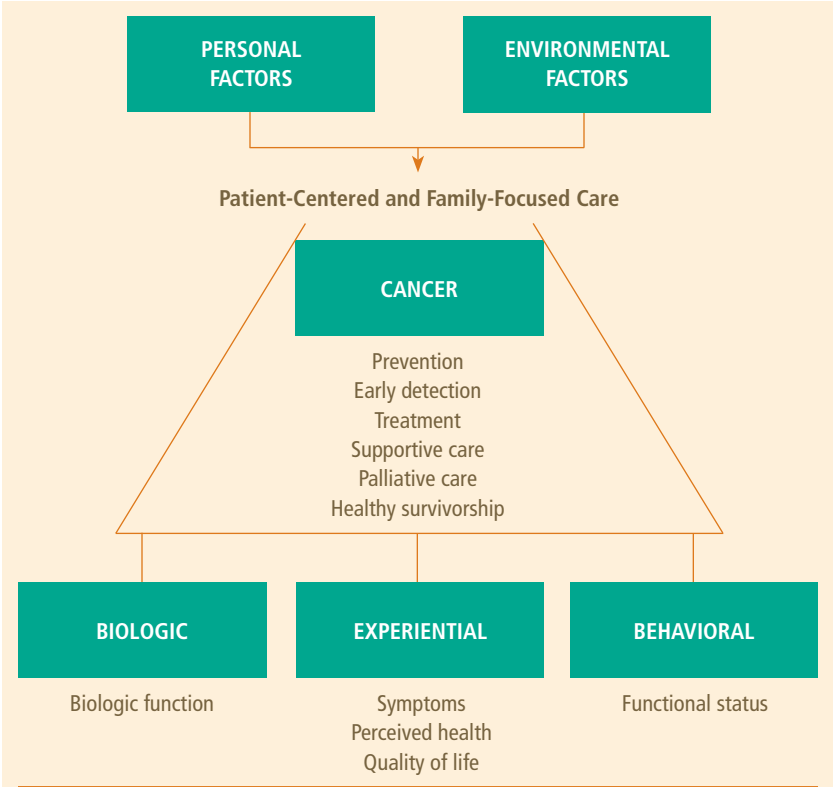 PERSONAL
FACTORS
ENVIRONMENTAL
FACTORS
Patient-Centered and Family-Focused Care
CANCER
Prevention
Early detection
Treatment
Supportive care
Palliative care
Healthy survivorship
BIOLOGIC
Biologic function
EXPERIENTIAL
Symptoms
Perceived health
Quality of life
BEHAVIORAL
Functional status